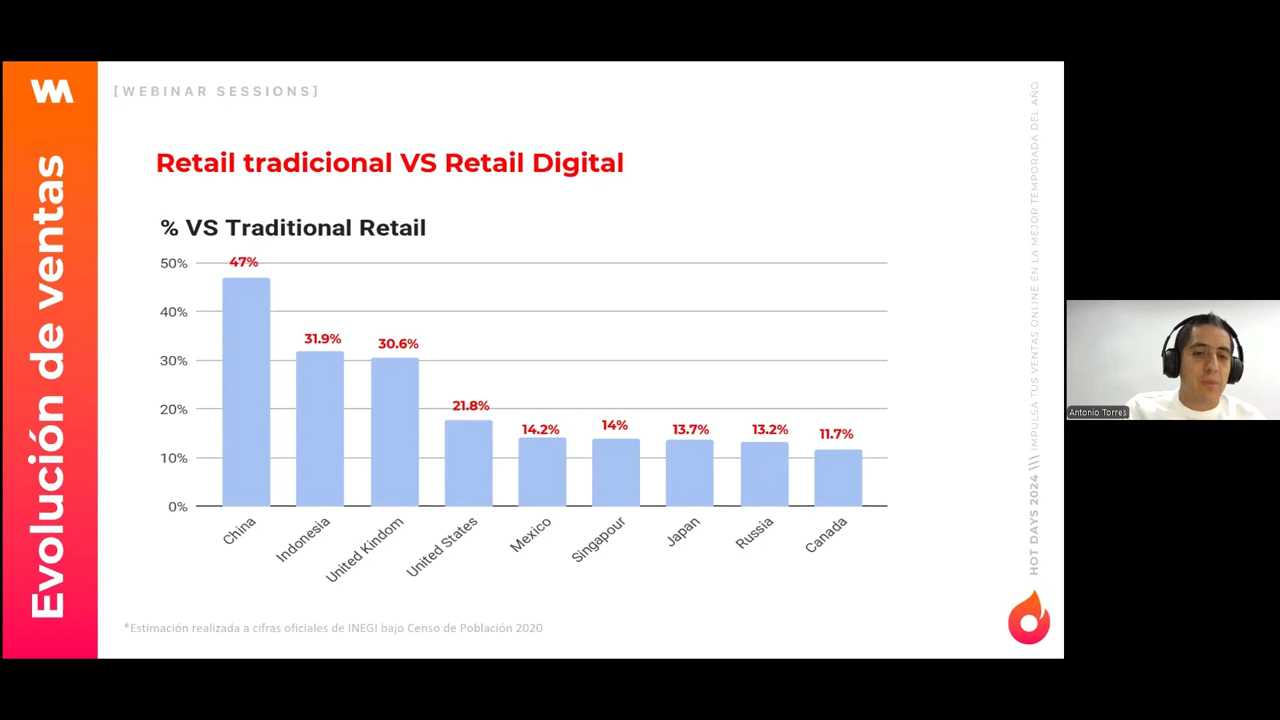 WA
Evolución de ventas
[WEBINAR SESSIONS]
Retail tradicional VS Retail Digital
% VS Traditional Retail
50%
40%
30%
20%
10%
0%
47%
31.9%
30.6%
21.8%
14.2%
14%
13.7%
13.2%
11.7%
China
Indonesia
United Kindom
United States
Mexico
Singapour
Japan
Russia
Canada
*Estimación realizada a cifras oficiales de INEGI bajo Censo de Población 2020
HOT DAYS 2024 \\\ IMPULSA TUS VENTAS ONLINE EN LA MEJOR TEMPORADA DEL AÑO
Antonio Torres